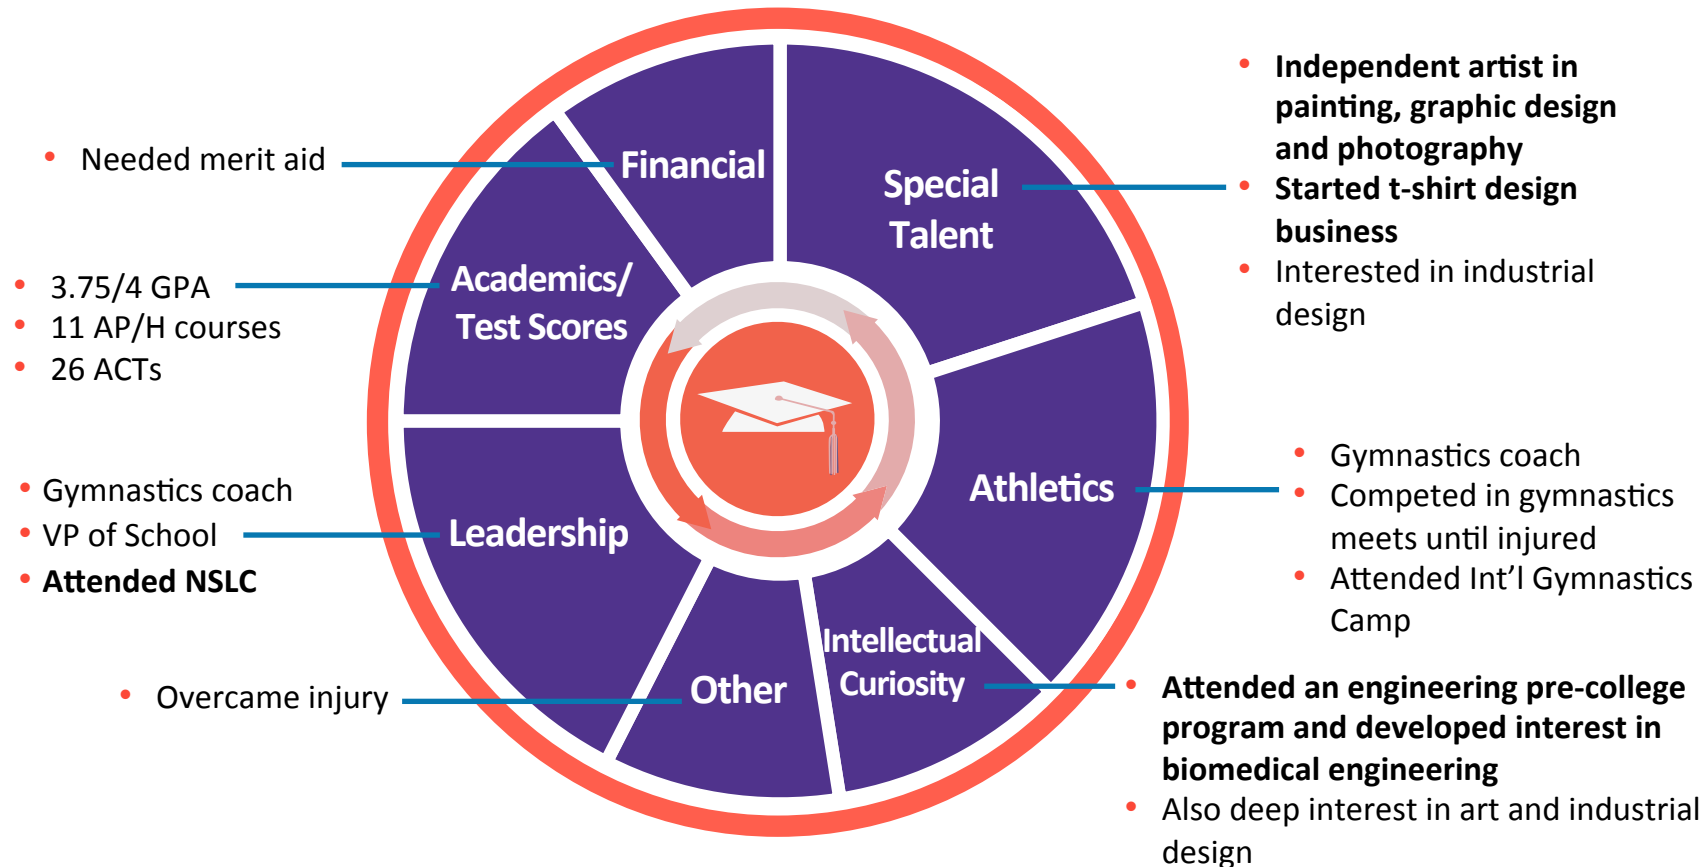 • Needed merit aid
Financial
Special
Talent
• Independent artist in
painting, graphic design
and photography
• Started t-shirt design
business
• Interested in industrial
design
• 3.75/4 GPA
• 11 AP/H courses
• 26 ACTs
Academics/
Test Scores
• Gymnastics coach
• VP of School
• Attended NSLC
Leadership
Athletics
• Gymnastics coach
• Competed in gymnastics
meets until injured
• Attended Int’l Gymnastics
Camp
• Overcame injury
Other
Intellectual
Curiosity
• Attended an engineering pre-college
program and developed interest in
biomedical engineering
• Also deep interest in art and industrial
design